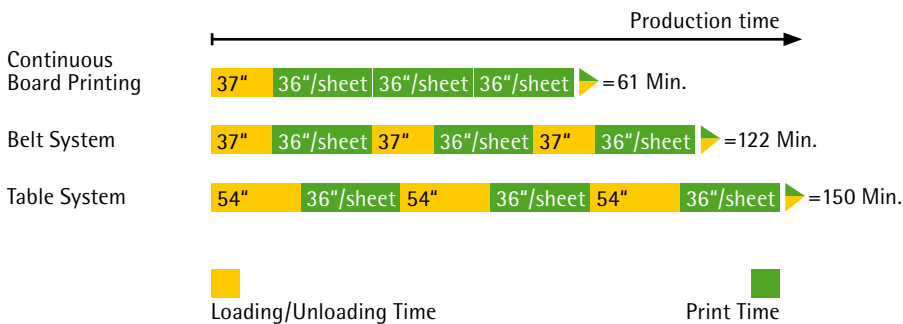 Production time
Continuous
Board Printing
37“ 36“/sheet 36“/sheet 36“/sheet =61 Min.
Belt System
37“ 36“/sheet 37“ 36“/sheet 37“ 36“/sheet =122 Min.
Table System
54“ 36“/sheet 54“ 36“/sheet 54“ 36“/sheet =150 Min.
Loading/Unloading Time
Print Time